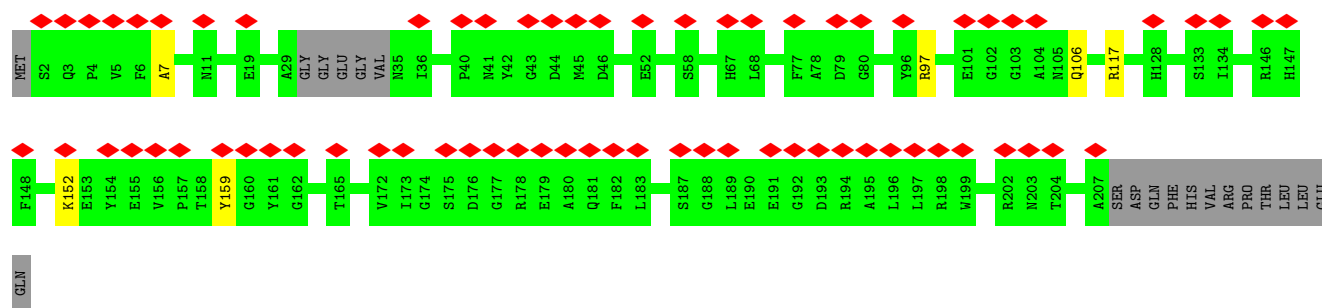 MET S2 Q3 P4 V5 F6 A7 N11 E19 A29 GLY GLY GLU GLY VAL N35 I36 P40 N41 Y42 G43 D44 M45 D46 E52 S58 H67 L68 F77 A78 D79 G80 Y96 R97 E101 G102 G103 A104 N105 Q106 R117 H128 S133 I134 R146 H147
F148 K152 E153 Y154 E155 V156 P157 T158 Y159 G160 Y161 G162 T165 V172 I173 G174 S175 D176 G177 R178 E179 A180 Q181 F182 L183 S187 G188 L189 E190 E191 G192 D193 R194 A195 L196 L197 R198 W199 R202 N203 T204 A207 SER ASP GLN PHE HIS VAL ARG PRO THR LEU LEU
GLN